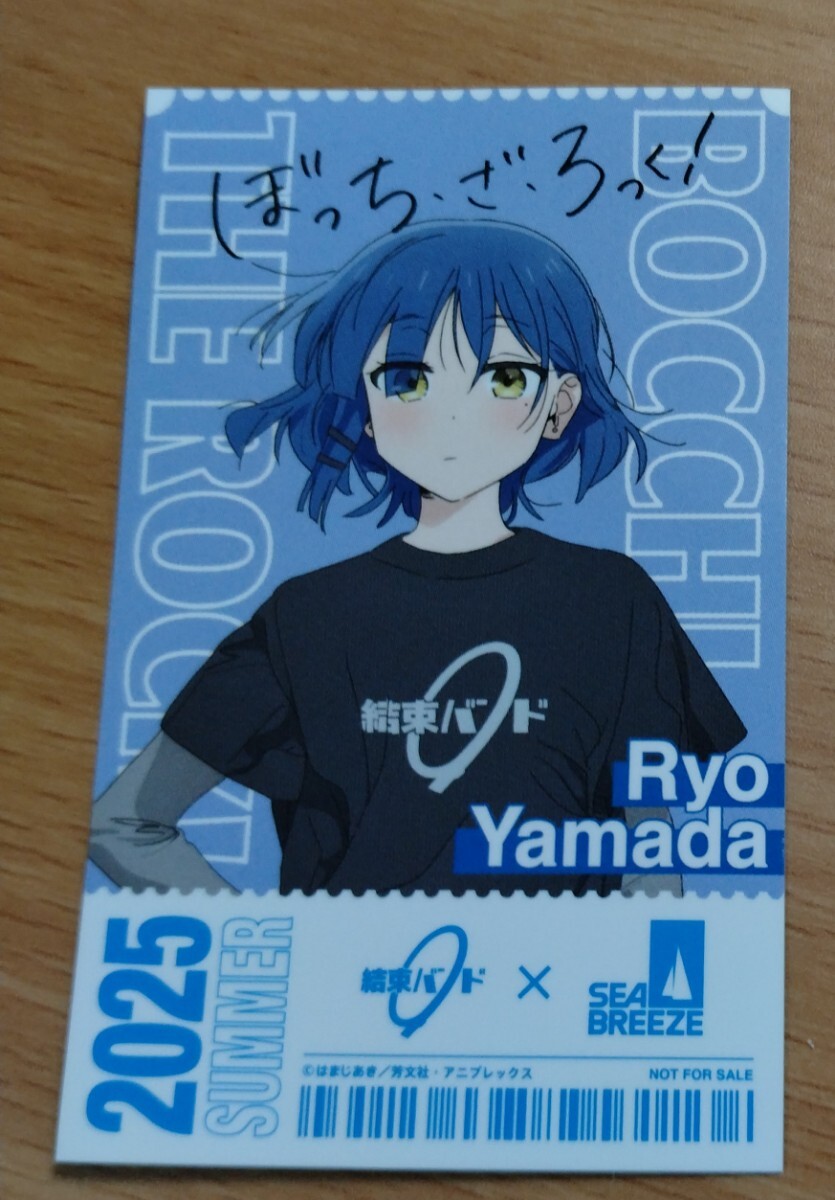 ぼっち・ざ・ろっく!
BOCCHI
THE ROCK!
結束バンド
Ryo
Yamada
2025
SUMMER
結束バンド × SEA
BREEZE
©はまじあき/芳文社・アニプレックス
NOT FOR SALE